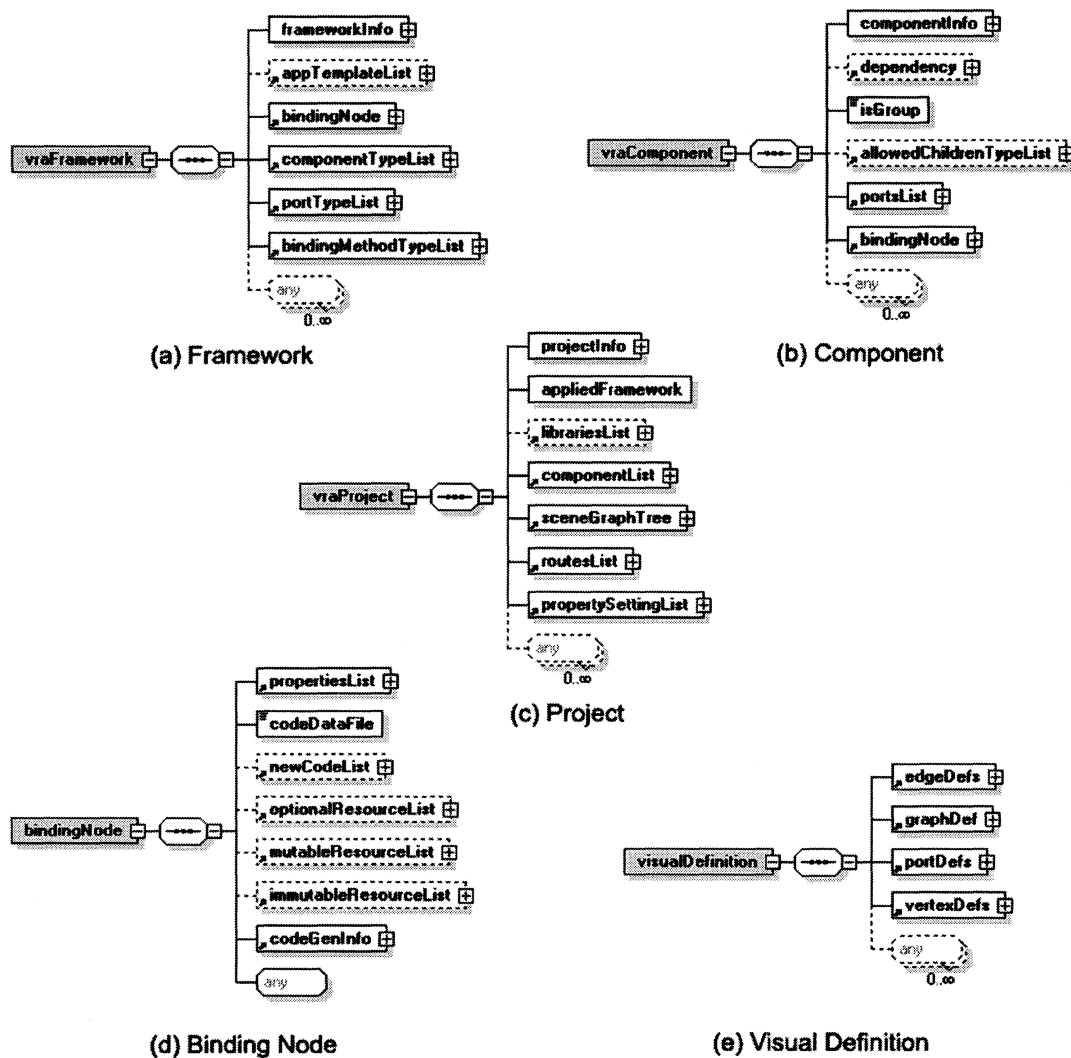 vraFramework
frameworkInfo
appTemplateList
bindingNode
componentTypeList
portTypeList
bindingMethodTypeList
any
0..∞
(a) Framework
vraComponent
componentInfo
dependency
isGroup
allowedChildrenTypeList
portsList
bindingNode
any
0..∞
(b) Component
vraProject
projectInfo
appliedFramework
librariesList
componentList
sceneGraphTree
routesList
propertySettingList
any
0..∞
(c) Project
bindingNode
propertiesList
codeDataFile
newCodeList
optionalResourceList
mutableResourceList
immutableResourceList
codeGenInfo
any
(d) Binding Node
visualDefinition
edgeDefs
graphDef
portDefs
vertexDefs
any
0..∞
(e) Visual Definition